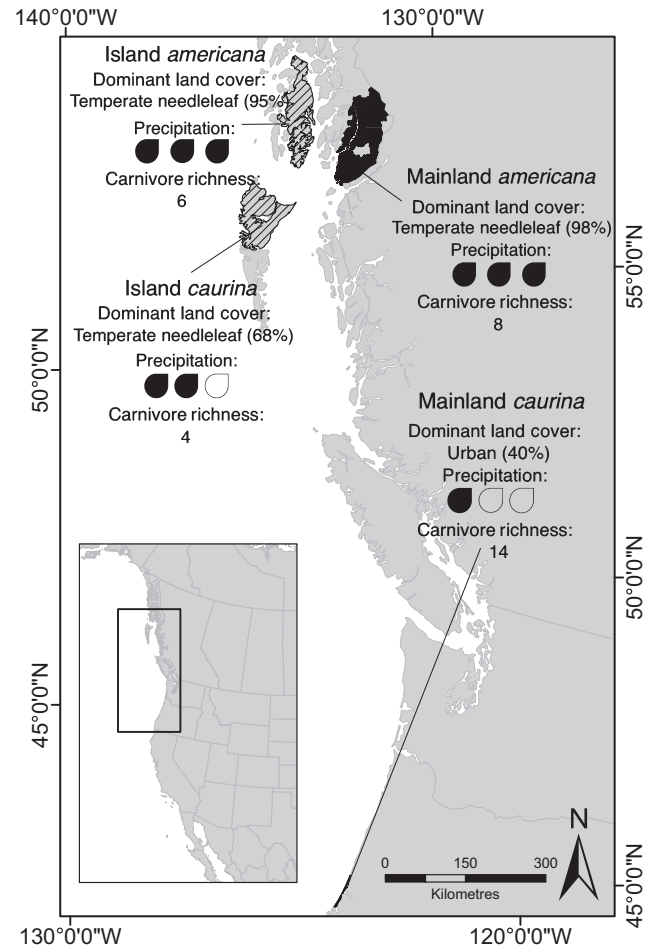 140°0'0"W
130°0'0"W
Island americana
Dominant land cover:
Temperate needleleaf (95%
Precipitation:
Carnivore richness:
6
Mainland americana
Dominant land cover:
Temperate needleleaf (98%)
Precipitation:
Carnivore richness:
8
55°0'0"N
Island caurina
Dominant land cover:
Temperate needleleaf (68%)
Precipitation:
Carnivore richness:
4
50°0'0"N
Mainland caurina
Dominant land cover:
Urban (40%)
Precipitation:
Carnivore richness:
14
50°0'0"N
45°0'0"N
N
0 150 300
Kilometres
45°0'0"N
130°0'0"W
120°0'0"W